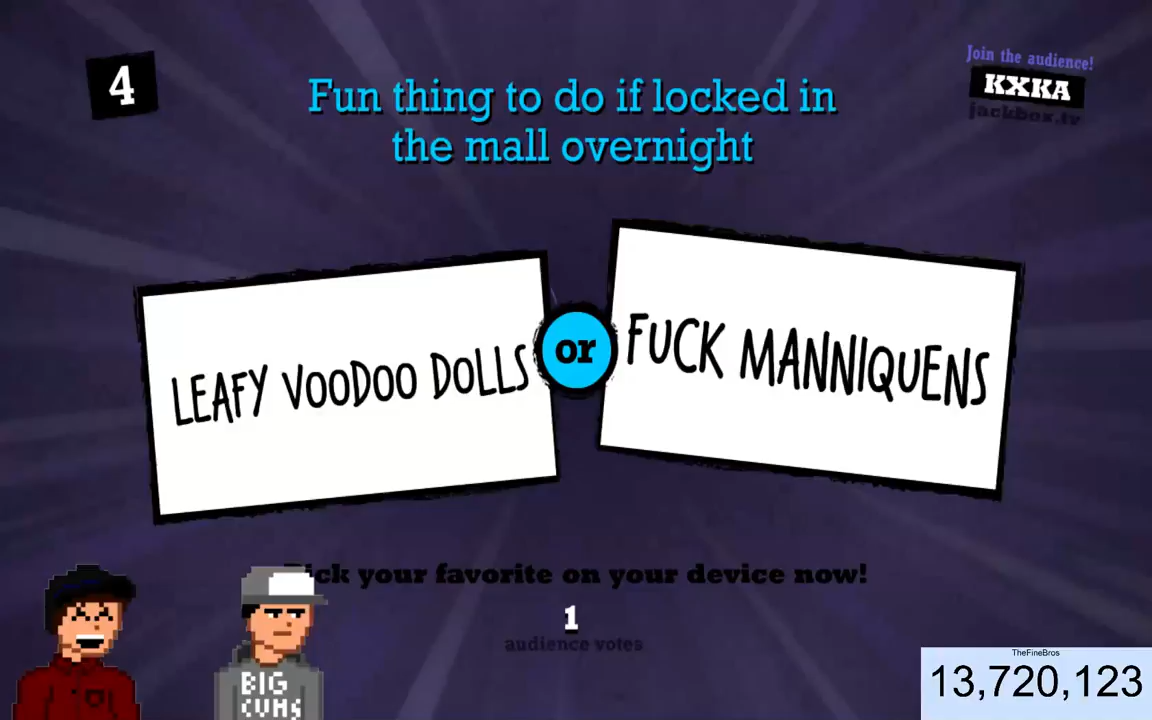 4
Fun thing to do if locked in
the mall overnight
Join the audience!
KXKA
jackbox.tv
LEAFY VOODOO DOLLS
or
FUCK MANNIQUENS
your favorite on your device now!
1
audience votes
BIG
CUMS
TheFineBros
13,720,123